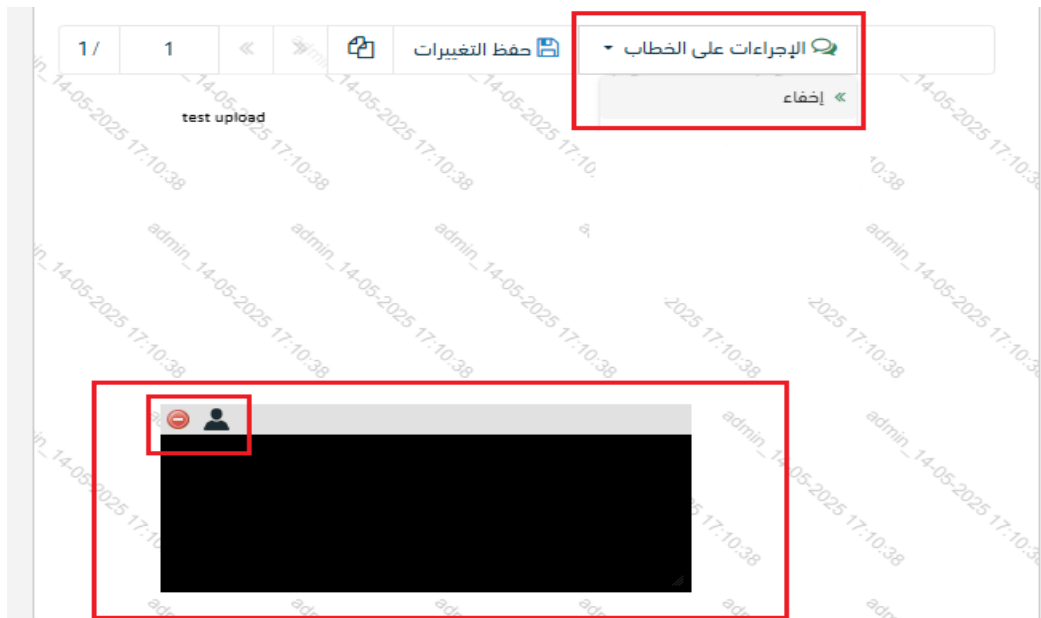 الإجراءات على الخطاب حفظ التغييرات 1 / 1
إخفاء
test upload
admin_14-05-2025 17:10:38